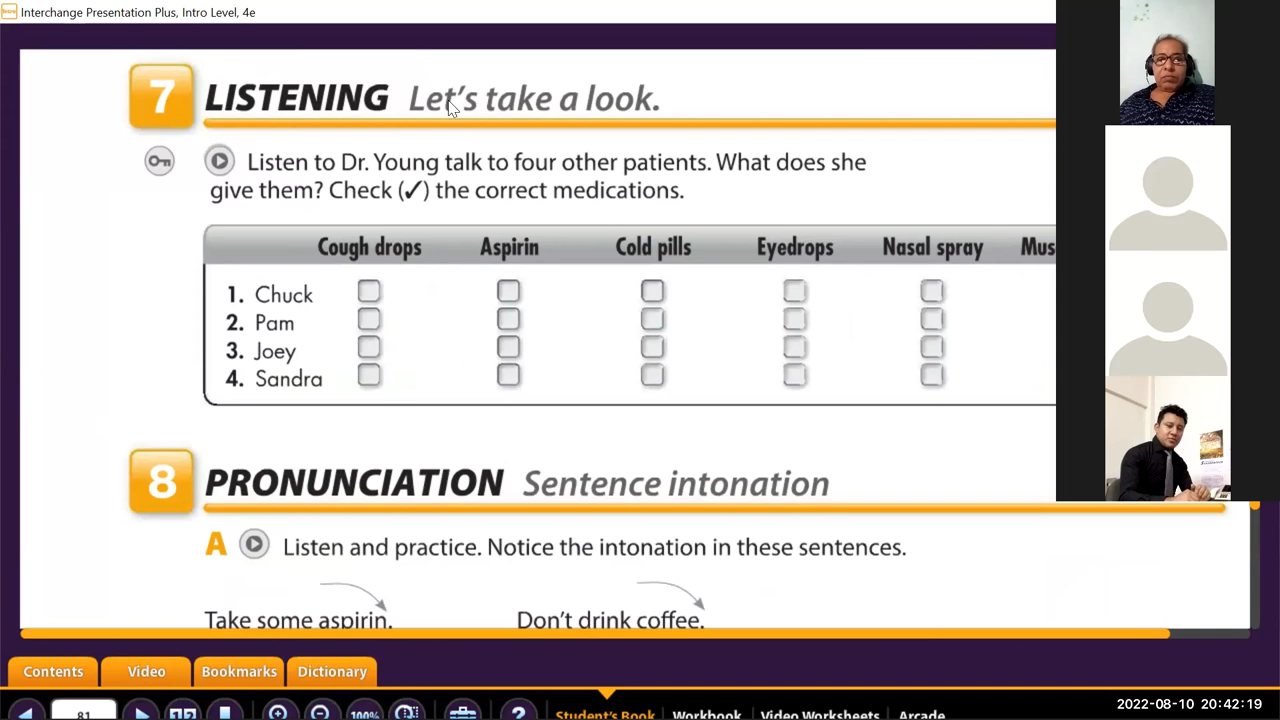 Interchange Presentation Plus, Intro Level, 4e
7 LISTENING Let's take a look.
Listen to Dr. Young talk to four other patients. What does she
give them? Check (✓) the correct medications.
Cough drops Aspirin Cold pills Eyedrops Nasal spray Mus
1. Chuck
2. Pam
3. Joey
4. Sandra
8 PRONUNCIATION Sentence intonation
A Listen and practice. Notice the intonation in these sentences.
Take some aspirin. Don't drink coffee.
Contents Video Bookmarks Dictionary
81 100% ? Student's Book Workbook Video Worksheets Arcade
2022-08-10 20:42:19